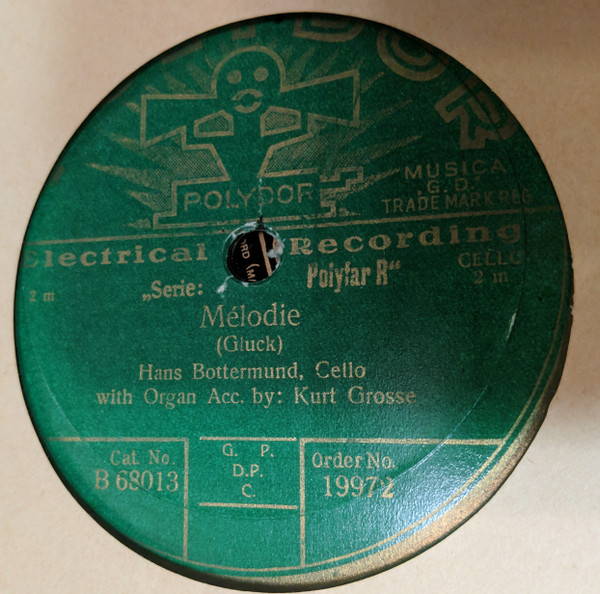 POLYDOR
MUSICA
G. D.
TRADE MARK REG
Electrical Recording
2 m
„Serie: Polyfar R“
CELLO
2 m
Mélodie
(Gluck)
Hans Bottermund, Cello
with Organ Acc. by: Kurt Grosse
Cat. No.
B 68013
G. P.
D.P.
C.
Order No.
19972